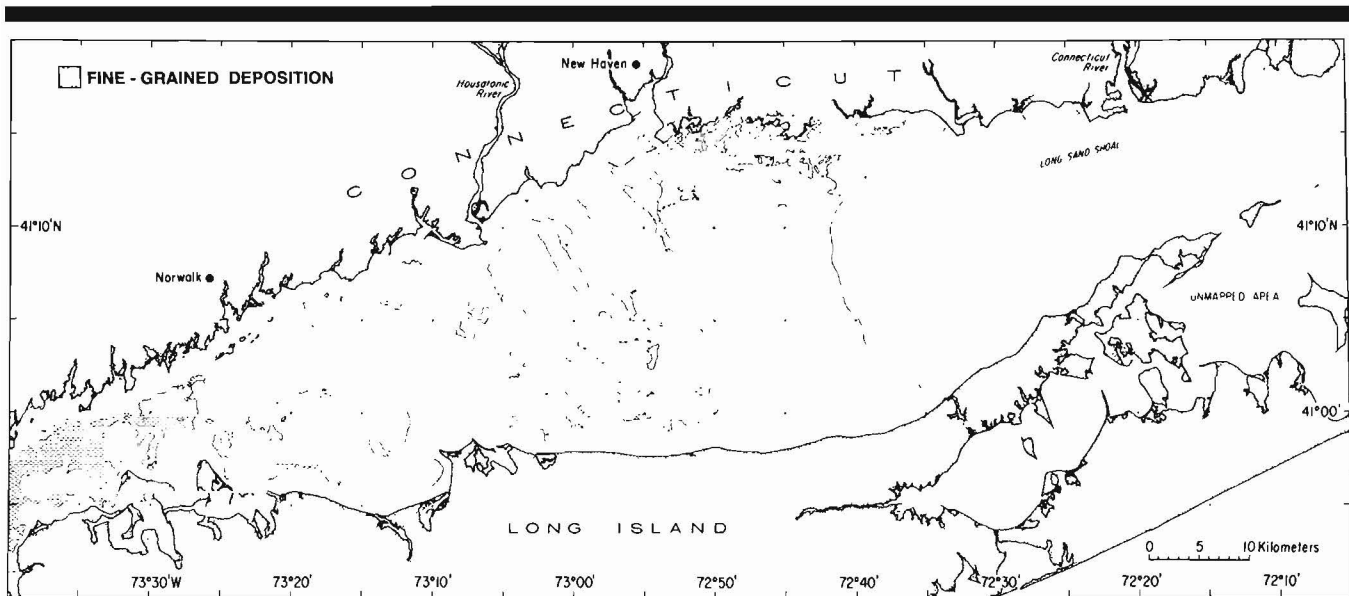 FINE - GRAINED DEPOSITION
New Haven
Housatonic
River
Connecticut
River
CONNECTICUT
LONG SAND SHOAL
41°10'N
41°10'N
Norwalk
UNMAPPED AREA
41°00'
LONG ISLAND
0 5 10 Kilometers
73°30'W 73°20' 73°10' 73°00' 72°50' 72°40' 72°30' 72°20' 72°10'